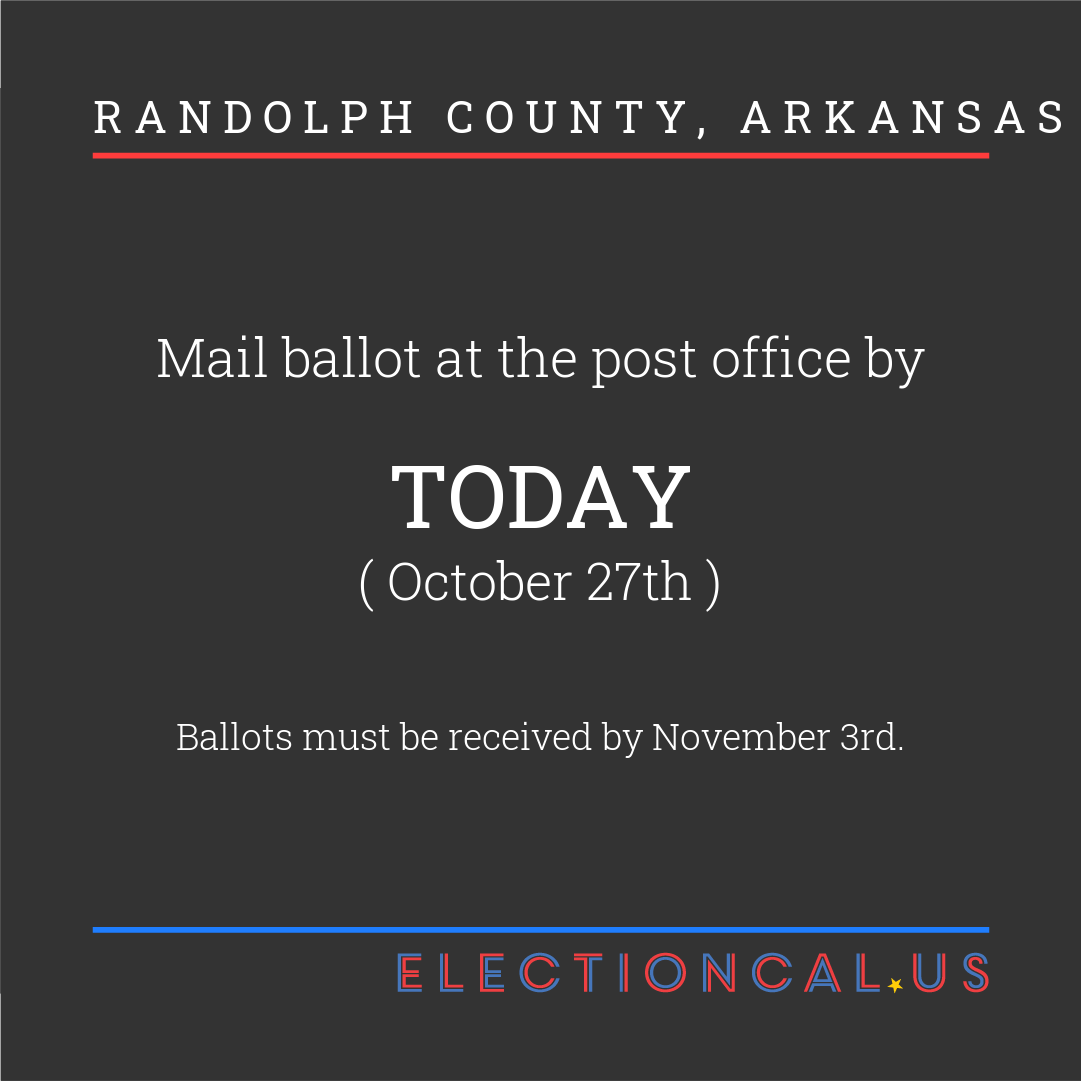 RANDOLPH COUNTY, ARKANSAS
Mail ballot at the post office by
TODAY
( October 27th )
Ballots must be received by November 3rd.
ELECTIONCAL.US